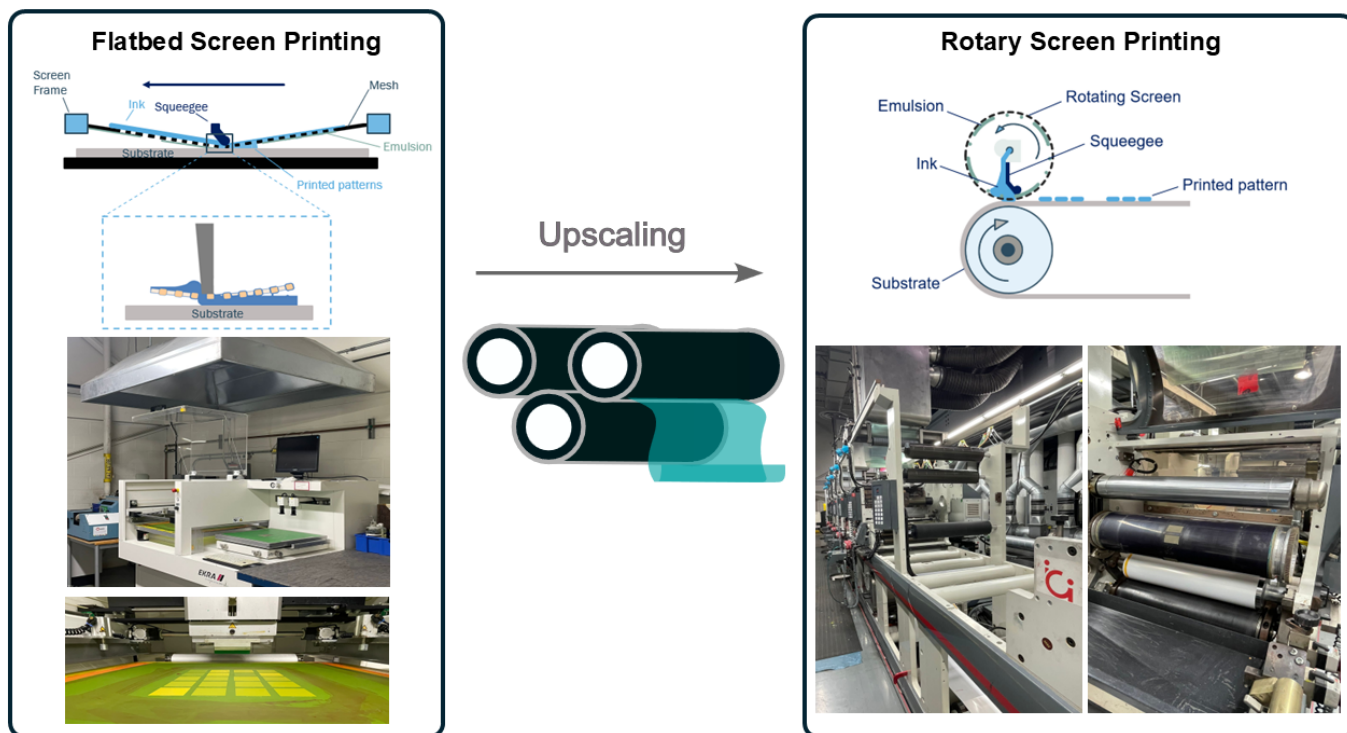 Flatbed Screen Printing
Screen
Frame
Ink
Squeegee
Mesh
Emulsion
Substrate
Printed patterns
Substrate
EKRA
Upscaling
Rotary Screen Printing
Emulsion
Rotating Screen
Squeegee
Ink
Printed pattern
Substrate